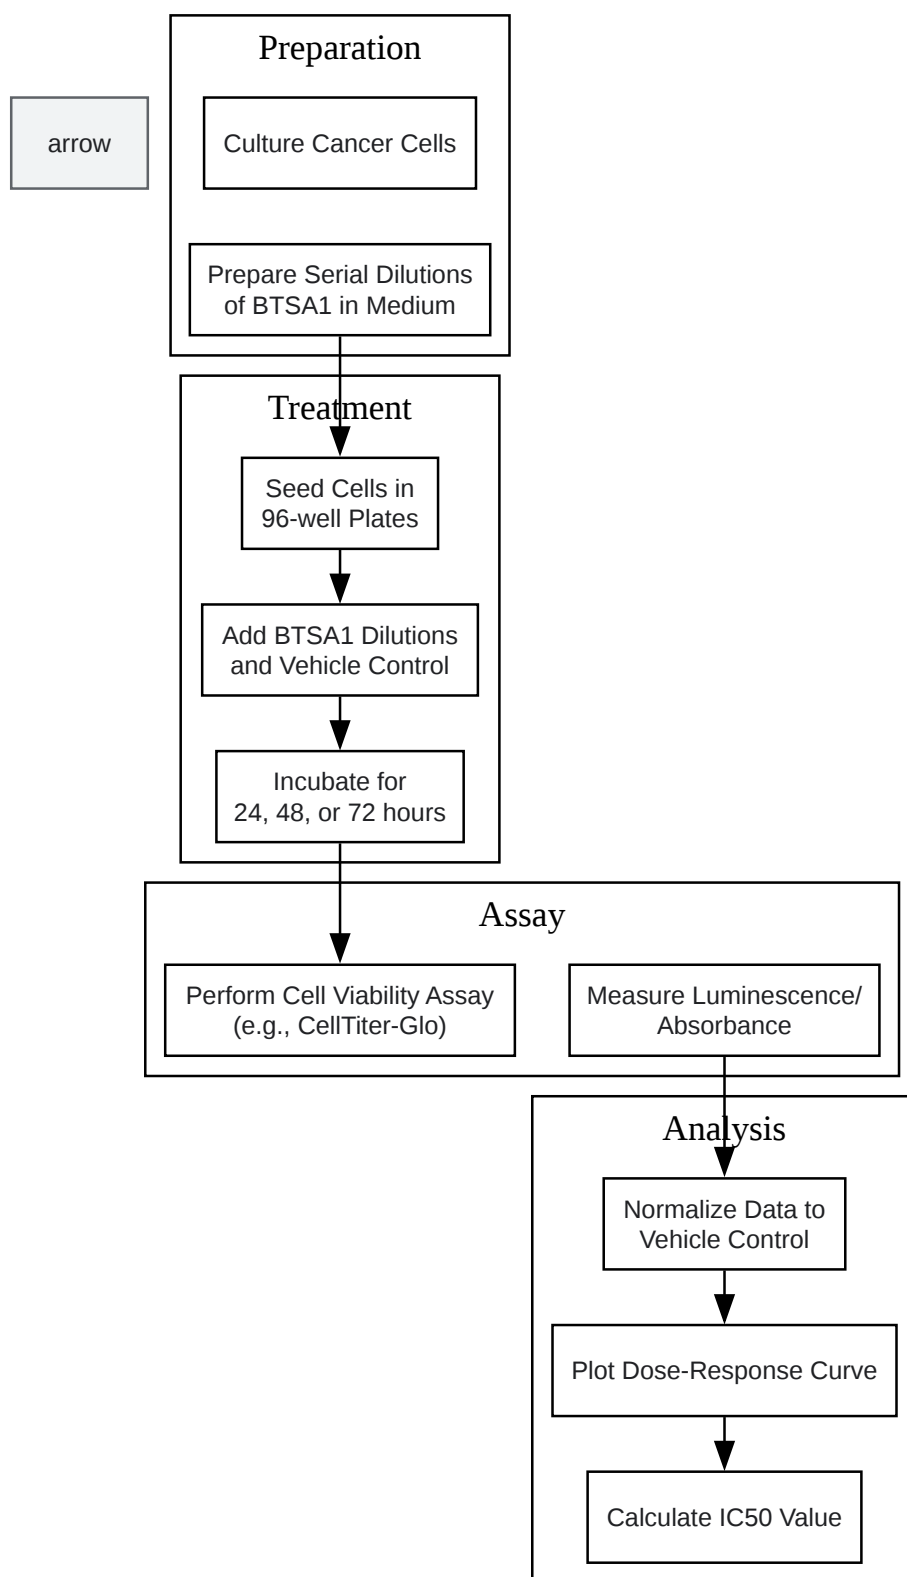 Preparation
arrow
Culture Cancer Cells
Prepare Serial Dilutions
of BTSA1 in Medium
Treatment
Seed Cells in
96-well Plates
Add BTSA1 Dilutions
and Vehicle Control
Incubate for
24, 48, or 72 hours
Assay
Perform Cell Viability Assay
(e.g., CellTiter-Glo)
Measure Luminescence/
Absorbance
Analysis
Normalize Data to
Vehicle Control
Plot Dose-Response Curve
Calculate IC50 Value